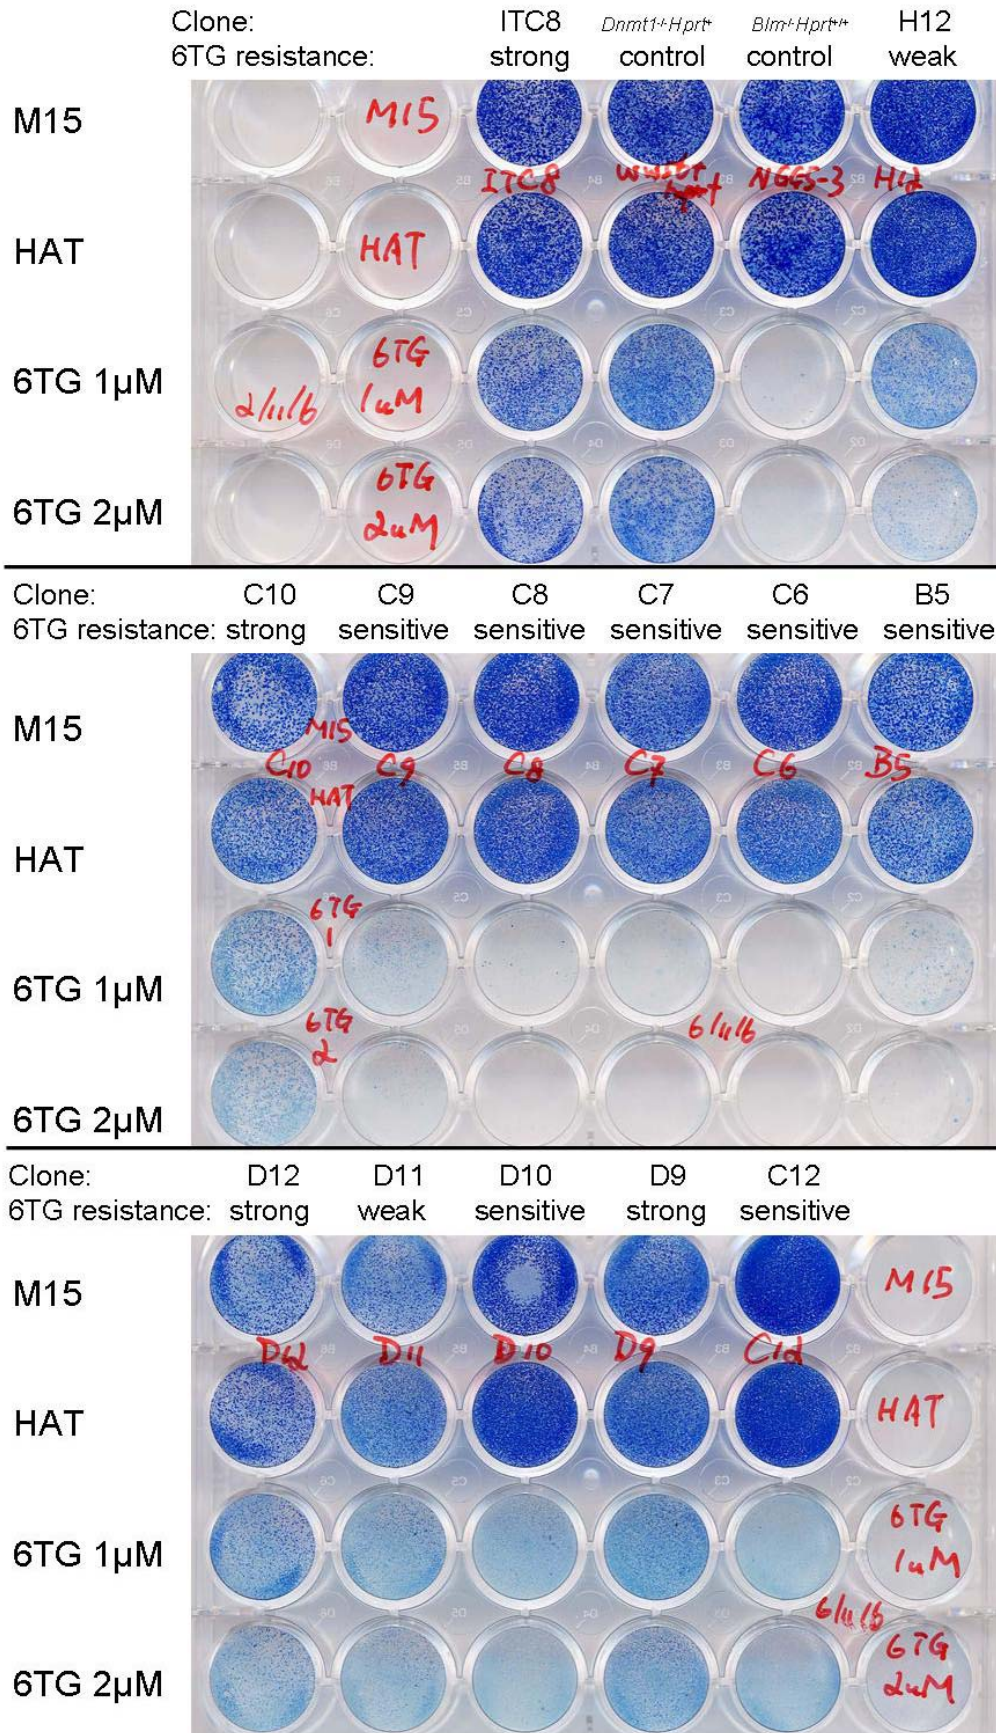 Clone: ITC8 Dnmt1-/-Hprt+ Blm-/-Hprt+/+ H12
6TG resistance: strong control control weak
M15 M15
ITC8 NGG5-3 H12
HAT HAT
6TG 1µM 2/11/6 6TG 1uM
6TG 2µM 6TG 2uM
Clone: C10 C9 C8 C7 C6 B5
6TG resistance: strong sensitive sensitive sensitive sensitive sensitive
M15 M15
C10 C9 C8 C7 C6 B5
HAT HAT
6TG 1µM 6TG 1
6TG 2µM 6TG 2 6/11/6
Clone: D12 D11 D10 D9 C12
6TG resistance: strong weak sensitive strong sensitive
M15 M15
D12 D11 D10 D9 C12
HAT HAT
6TG 1µM 6TG 1uM
6/11/6
6TG 2µM 6TG 2uM